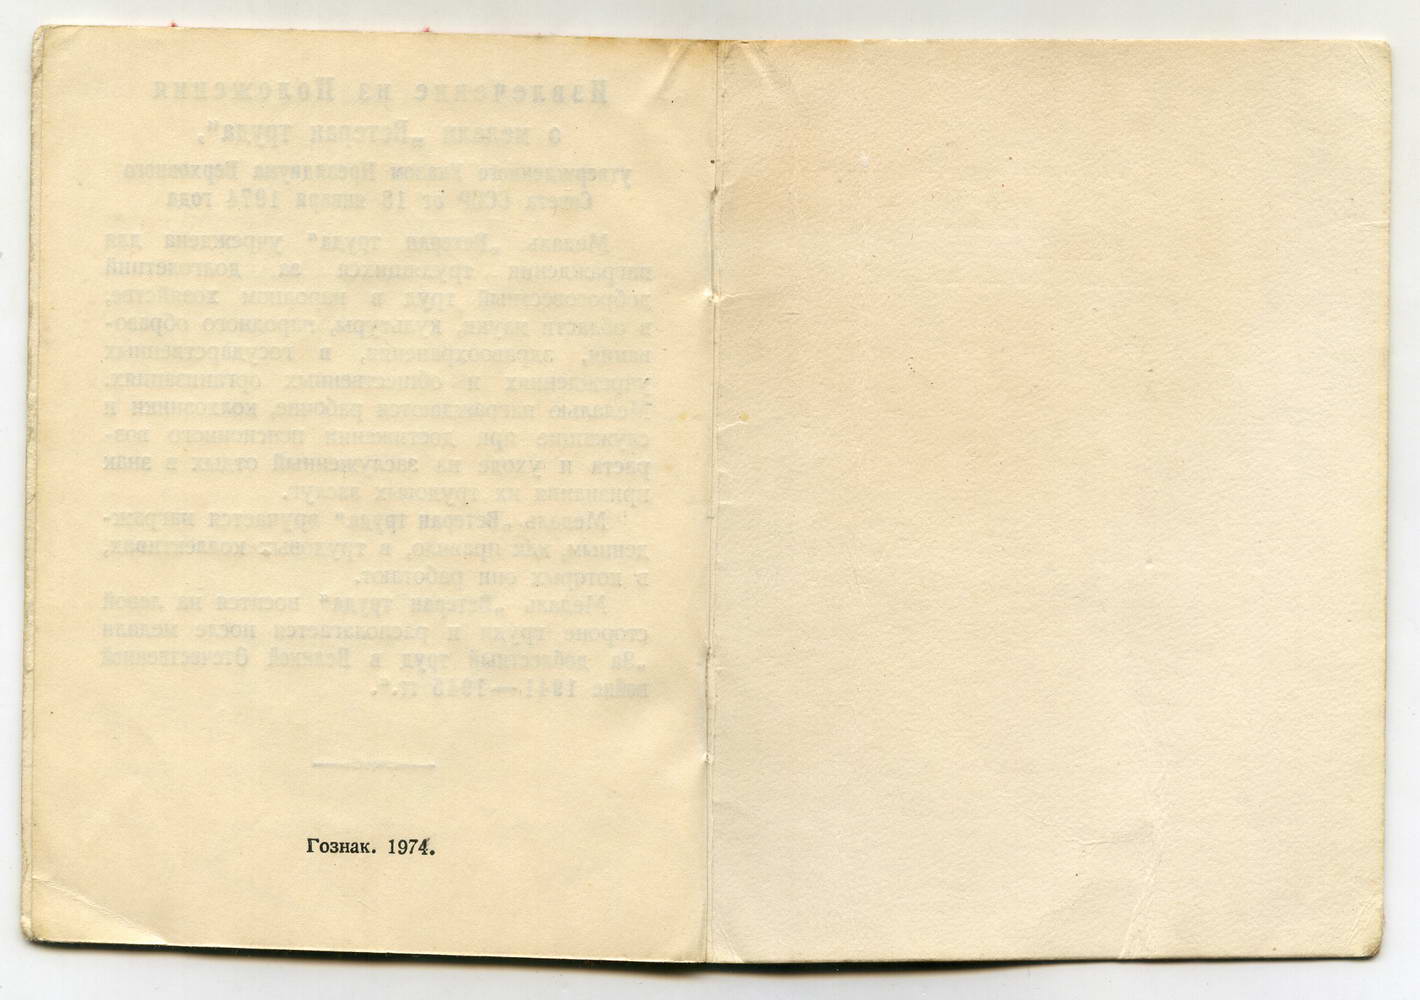 Извлечение из Положения
о медали „Ветеран труда“,
утвержденного Указом Президиума Верховного
Совета СССР от 18 января 1974 года
Медаль „Ветеран труда“ учреждена для
награждения трудящихся за долголетний
добросовестный труд в народном хозяйстве,
в области науки, культуры, народного образо-
вания, здравоохранения, в государственных
учреждениях и общественных организациях.
Медалью награждаются рабочие, колхозники и
служащие при достижении пенсионного воз-
раста и уходе на заслуженный отдых в знак
признания их трудовых заслуг.
Медаль „Ветеран труда“ вручается награж-
денным, как правило, в трудовых коллективах,
в которых они работают.
Медаль „Ветеран труда“ носится на левой
стороне груди и располагается после медали
„За доблестный труд в Великой Отечественной
войне 1941—1945 гг.“.
Гознак. 1974.